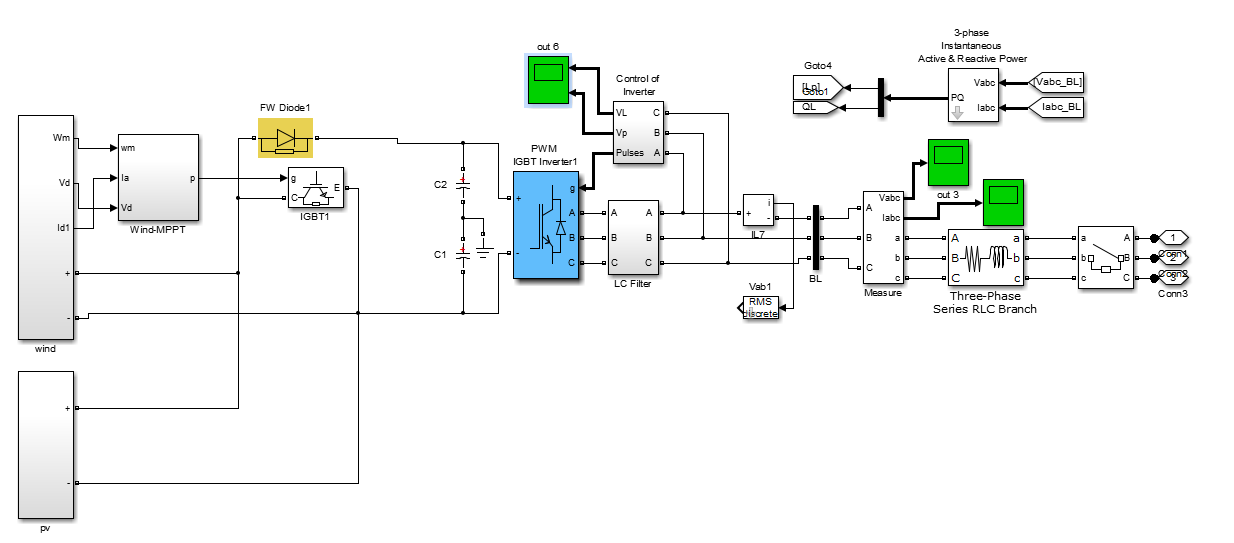 out 6
3-phase
Instantaneous
Active & Reactive Power
Goto4
Goto1
QL
PQ
Vabc
Iabc
[Vabc_BL]
Iabc_BL
Control of
Inverter
VL
Vp
Pulses
C
B
A
FW Diode1
Wm
Vd
Id1
+
-
wind
wm
Ia
Vd
p
Wind-MPPT
g
C
E
IGBT1
C2
C1
PWM
IGBT Inverter1
+
-
g
A
B
C
A
B
C
A
B
C
LC Filter
+
i
-
IL7
Vab1
RMS
discrete
BL
A
B
C
Vabc
Iabc
a
b
c
Measure
out 3
A
B
C
a
b
c
Three-Phase
Series RLC Branch
a
b
c
A
B
C
1
Conn1
2
Conn2
3
Conn3
+
-
pv